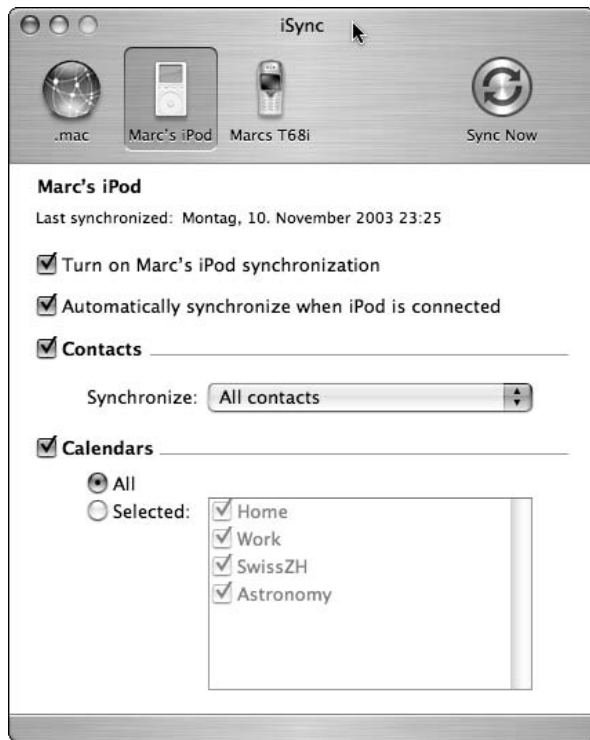 iSync
.mac Marc's iPod Marcs T68i Sync Now
Marc's iPod
Last synchronized: Montag, 10. November 2003 23:25
Turn on Marc's iPod synchronization
Automatically synchronize when iPod is connected
Contacts
Synchronize: All contacts
Calendars
All
Selected: Home
Work
SwissZH
Astronomy